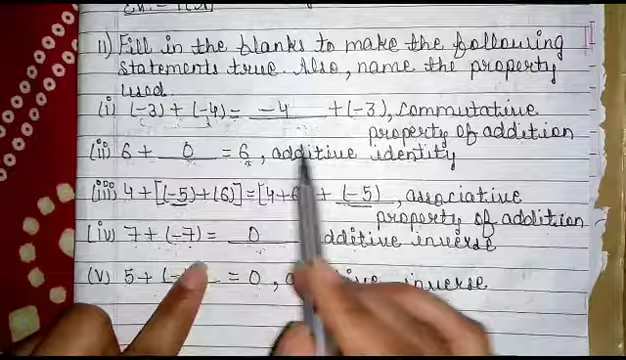 11) Fill in the blanks to make the following
statements true. Also, name the property
used.
(i) (-3) + (-4) = -4 + (-3), commutative
property of addition
(ii) 6 + 0 = 6, additive identity
(iii) 4 + [(-5) + (6)] = [4 + 6 + (-5), associative
property of addition
(iv) 7 + (-7) = 0 dditive inverse
(v) 5 + (- = 0, inverse